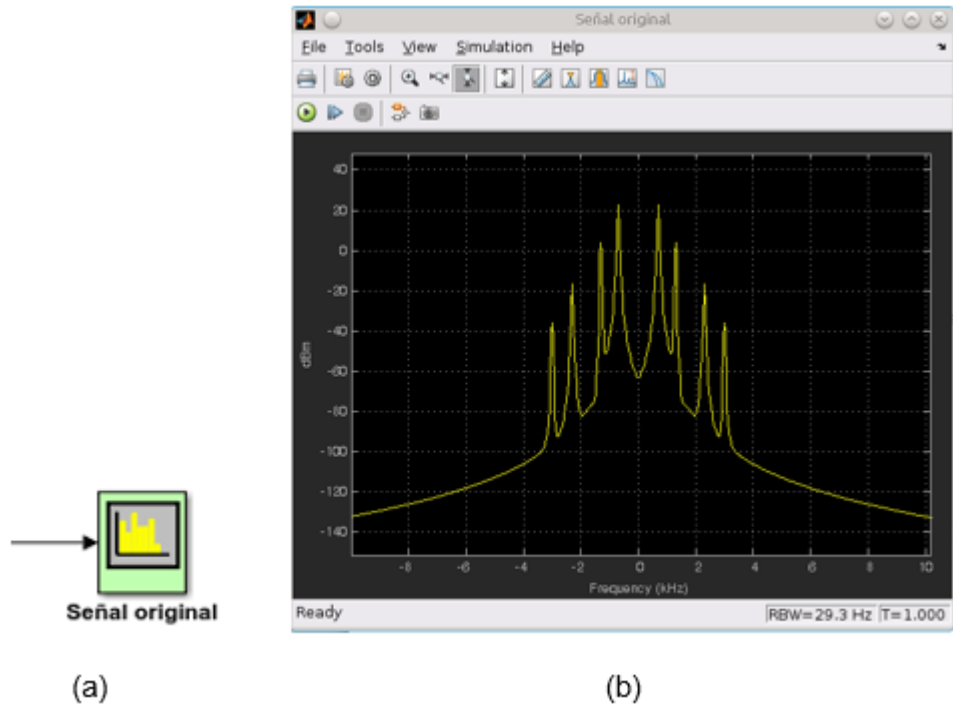 Señal original
File Tools View Simulation Help
40
20
0
-20
-40
-60
-80
-100
-120
-140
dBm
-8 -6 -4 -2 0 2 4 6 8 10
Frequency (kHz)
Ready RBW=29.3 Hz T=1.000
Señal original
(a) (b)